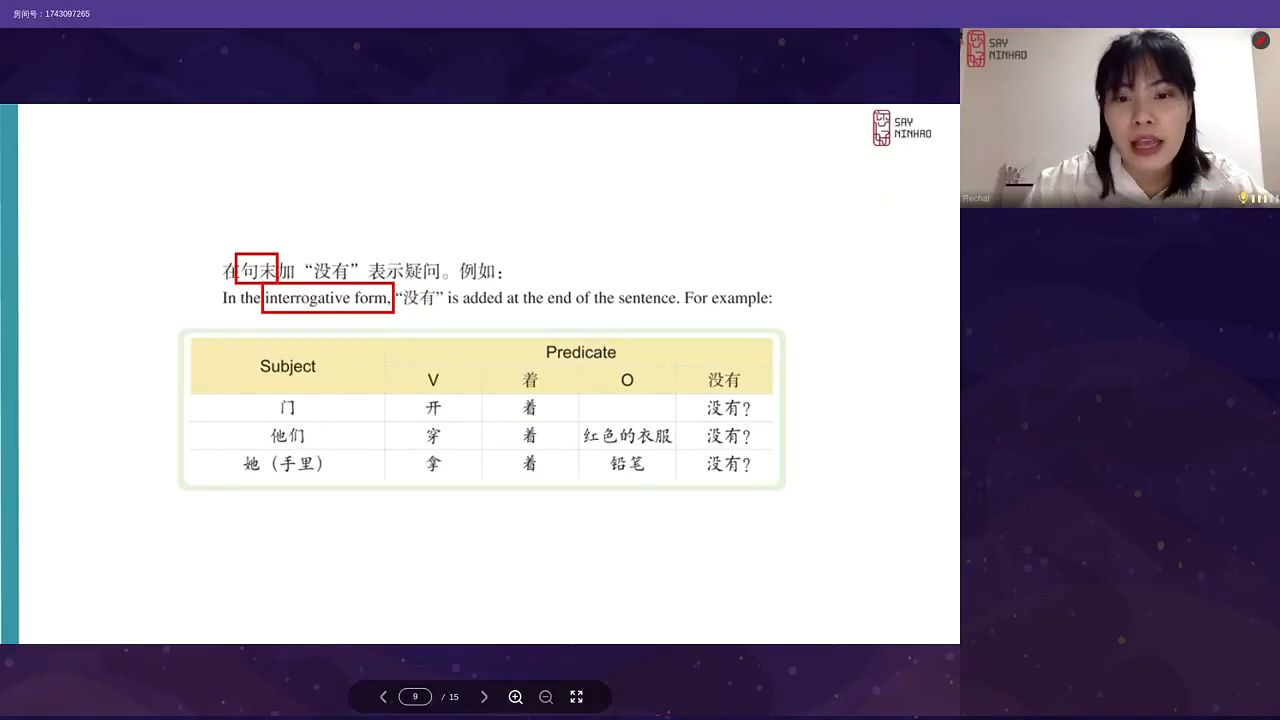 房间号：1743097265
SAY
NINHAO
SAY
NINHAO
Rechal
在句末加“没有”表示疑问。例如：
In the interrogative form, “没有” is added at the end of the sentence. For example:
Subject Predicate
V 着 O 没有
门 开 着 没有？
他们 穿 着 红色的衣服 没有？
她（手里） 拿 着 铅笔 没有？
9 / 15